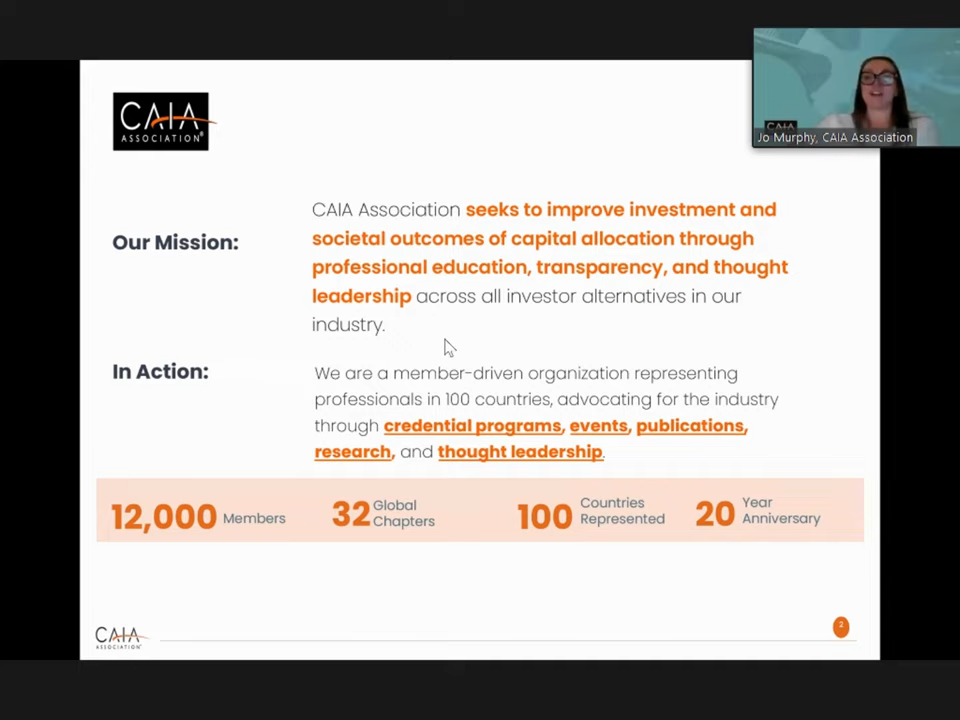 CAIA
ASSOCIATION®
CAIA
Jo Murphy, CAIA Association
Our Mission:
CAIA Association seeks to improve investment and
societal outcomes of capital allocation through
professional education, transparency, and thought
leadership across all investor alternatives in our
industry.
In Action:
We are a member-driven organization representing
professionals in 100 countries, advocating for the industry
through credential programs, events, publications,
research, and thought leadership.
12,000 Members
32 Global
Chapters
100 Countries
Represented
20 Year
Anniversary
CAIA
ASSOCIATION®
2